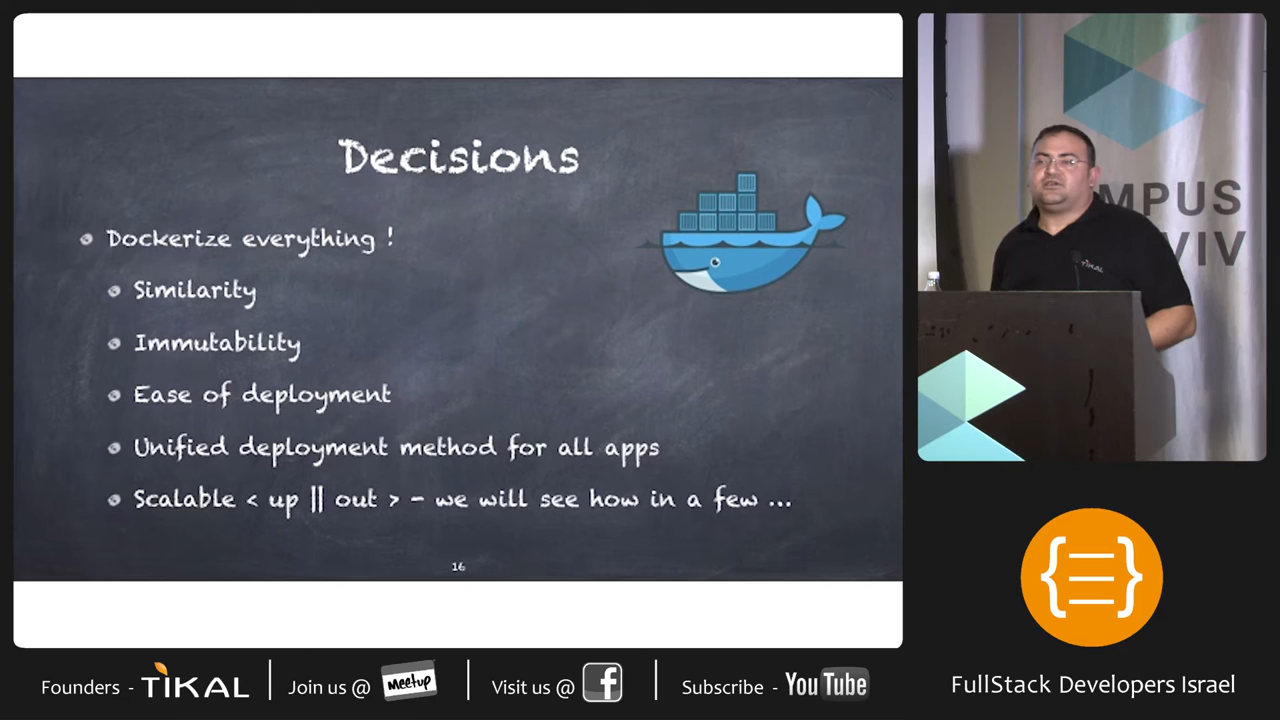 Decisions
Dockerize everything !
Similarity
Immutability
Ease of deployment
Unified deployment method for all apps
Scalable < up || out > - we will see how in a few ...
16
MPUS
VIV
TIKAL
{ }
Founders - TIKAL
Join us @ meetup
Visit us @ f
Subscribe - YouTube
FullStack Developers Israel